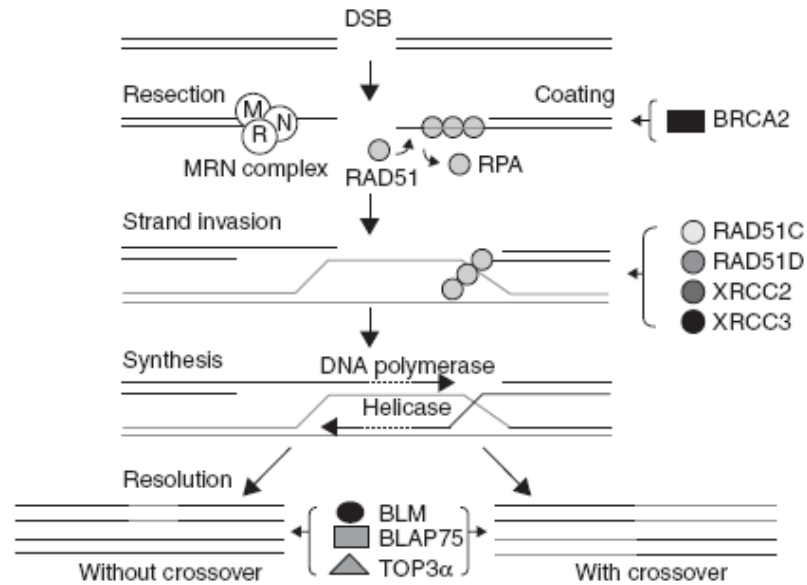 DSB
Resection
Coating
M
N
R
BRCA2
MRN complex
RAD51
RPA
Strand invasion
RAD51C
RAD51D
XRCC2
XRCC3
Synthesis
DNA polymerase
Helicase
Resolution
BLM
BLAP75
TOP3α
Without crossover
With crossover